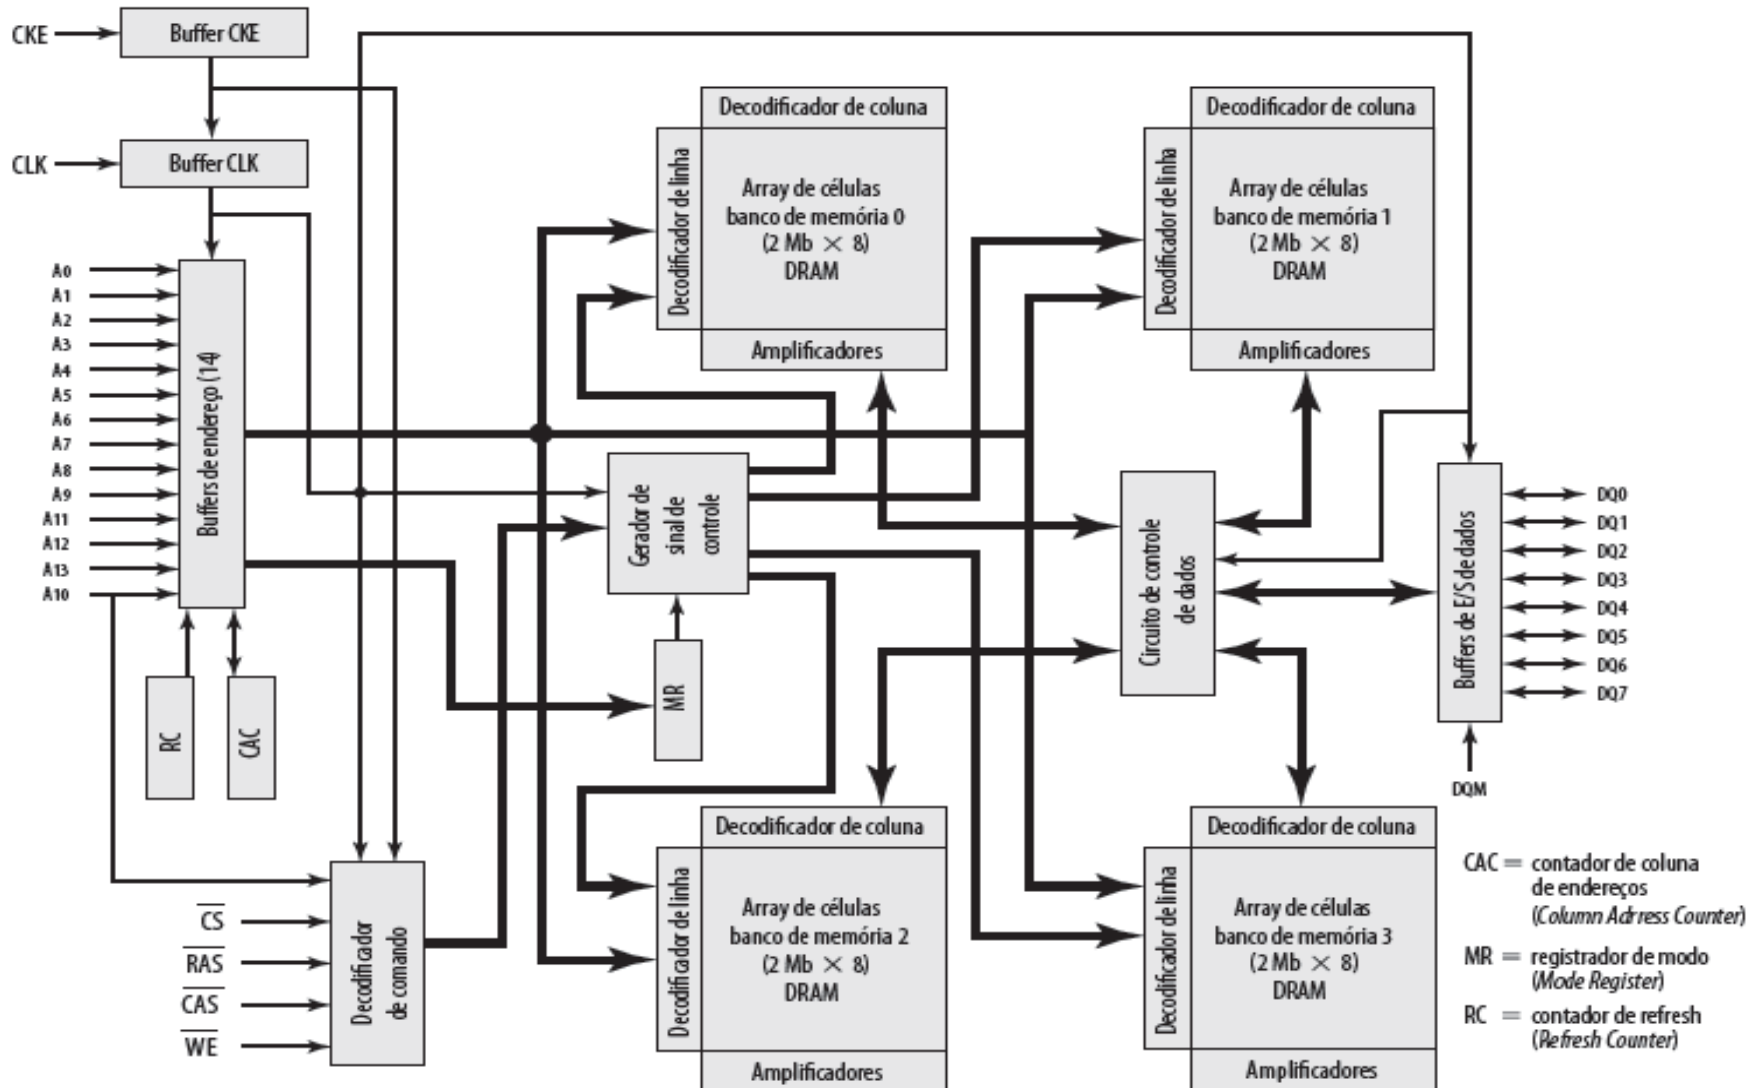 CKE
Buffer CKE
CLK
Buffer CLK
A0
A1
A2
A3
A4
A5
A6
A7
A8
A9
A11
A12
A13
A10
Buffers de endereço (14)
RC
CAC
CS
RAS
CAS
WE
Decodificador
de comando
Gerador de
sinal de
controle
MR
Decodificador de coluna
Decodificador de linha
Array de células
banco de memória 0
(2 Mb × 8)
DRAM
Amplificadores
Decodificador de coluna
Decodificador de linha
Array de células
banco de memória 1
(2 Mb × 8)
DRAM
Amplificadores
Circuito de controle
de dados
Buffers de E/S de dados
DQ0
DQ1
DQ2
DQ3
DQ4
DQ5
DQ6
DQ7
DQM
Decodificador de coluna
Decodificador de linha
Array de células
banco de memória 2
(2 Mb × 8)
DRAM
Amplificadores
Decodificador de coluna
Decodificador de linha
Array de células
banco de memória 3
(2 Mb × 8)
DRAM
Amplificadores
CAC = contador de coluna
de endereços
(Column Adrress Counter)
MR = registrador de modo
(Mode Register)
RC = contador de refresh
(Refresh Counter)